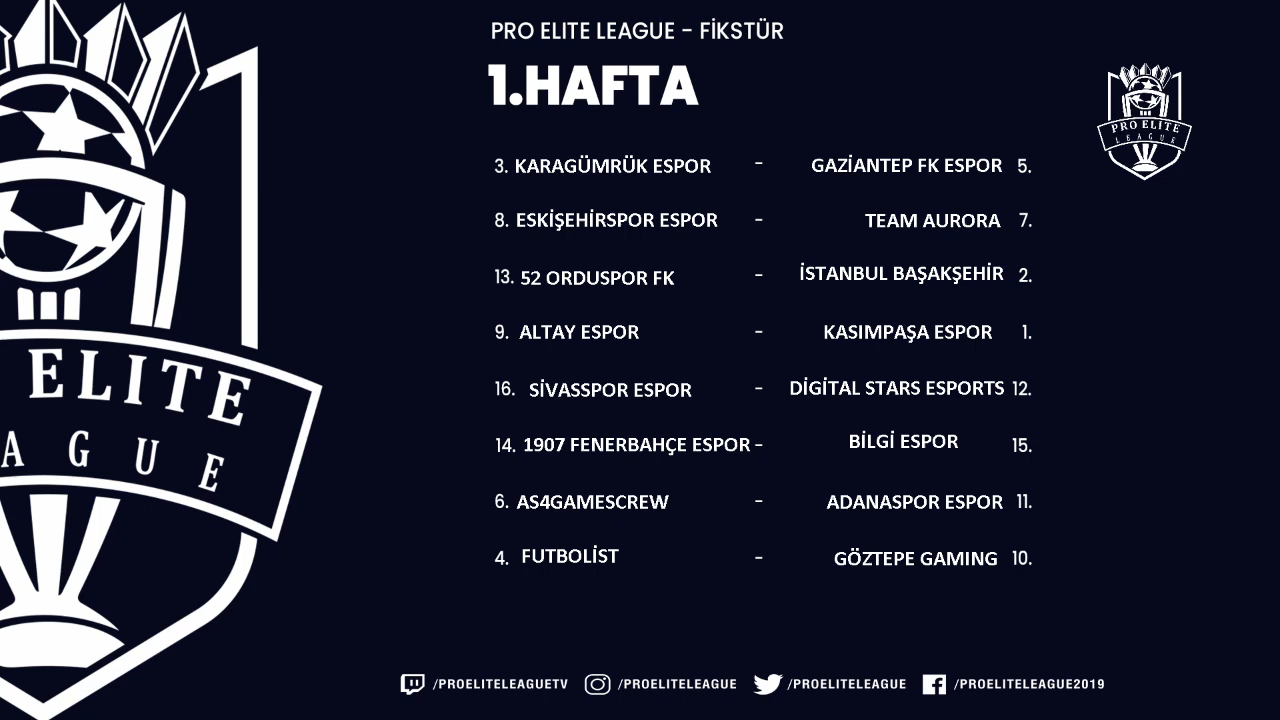 PRO ELITE LEAGUE - FİKSTÜR
1.HAFTA
PRO ELITE
LEAGUE
3. KARAGÜMRÜK ESPOR - GAZİANTEP FK ESPOR 5.
8. ESKİŞEHİRSPOR ESPOR - TEAM AURORA 7.
13. 52 ORDUSPOR FK - İSTANBUL BAŞAKŞEHİR 2.
9. ALTAY ESPOR - KASIMPAŞA ESPOR 1.
16. SİVASSPOR ESPOR - DİGİTAL STARS ESPORTS 12.
14. 1907 FENERBAHÇE ESPOR - BİLGİ ESPOR 15.
6. AS4GAMESCREW - ADANASPOR ESPOR 11.
4. FUTBOLİST - GÖZTEPE GAMING 10.
ELITE
AGUE
/PROELITELEAGUETV /PROELITELEAGUE /PROELITELEAGUE /PROELITELEAGUE2019